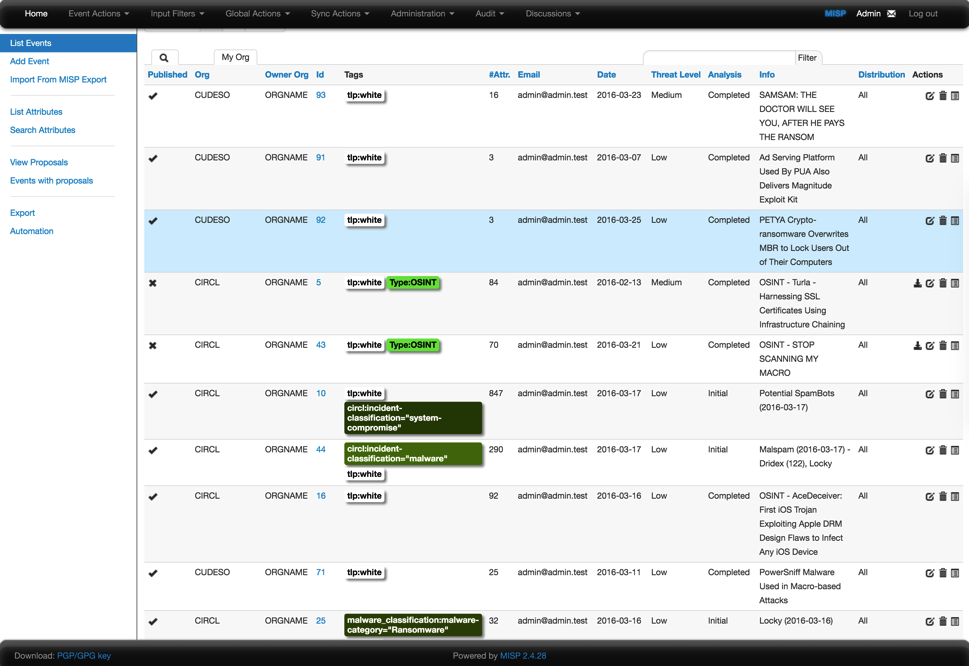 Home Event Actions Input Filters Global Actions Sync Actions Administration Audit Discussions MISP Admin Log out
List Events
Add Event
Import From MISP Export
List Attributes
Search Attributes
View Proposals
Events with proposals
Export
Automation
My Org Filter
Published Org Owner Org Id Tags #Attr. Email Date Threat Level Analysis Info Distribution Actions
CUDESO ORGNAME 93 tlp:white 16 admin@admin.test 2016-03-23 Medium Completed SAMSAM: THE All
DOCTOR WILL SEE
YOU, AFTER HE PAYS
THE RANSOM
CUDESO ORGNAME 91 tlp:white 3 admin@admin.test 2016-03-07 Low Completed Ad Serving Platform All
Used By PUA Also
Delivers Magnitude
Exploit Kit
CUDESO ORGNAME 92 tlp:white 3 admin@admin.test 2016-03-25 Low Completed PETYA Crypto- All
ransomware Overwrites
MBR to Lock Users Out
of Their Computers
CIRCL ORGNAME 5 tlp:white Type:OSINT 84 admin@admin.test 2016-02-13 Medium Completed OSINT - Turla - All
Harnessing SSL
Certificates Using
Infrastructure Chaining
CIRCL ORGNAME 43 tlp:white Type:OSINT 70 admin@admin.test 2016-03-21 Low Completed OSINT - STOP All
SCANNING MY
MACRO
CIRCL ORGNAME 10 tlp:white 847 admin@admin.test 2016-03-17 Low Initial Potential SpamBots All
circl:incident- (2016-03-17)
classification="system-
compromise"
CIRCL ORGNAME 44 circl:incident- 290 admin@admin.test 2016-03-17 Low Initial Malspam (2016-03-17) - All
classification="malware" Dridex (122), Locky
tlp:white
CIRCL ORGNAME 16 tlp:white 92 admin@admin.test 2016-03-16 Low Completed OSINT - AceDeceiver: All
First iOS Trojan
Exploiting Apple DRM
Design Flaws to Infect
Any iOS Device
CUDESO ORGNAME 71 tlp:white 25 admin@admin.test 2016-03-11 Low Completed PowerSniff Malware All
Used in Macro-based
Attacks
CIRCL ORGNAME 25 malware_classification:malware- 32 admin@admin.test 2016-03-16 Low Initial Locky (2016-03-16) All
category="Ransomware"
Download: PGP/GPG key Powered by MISP 2.4.28